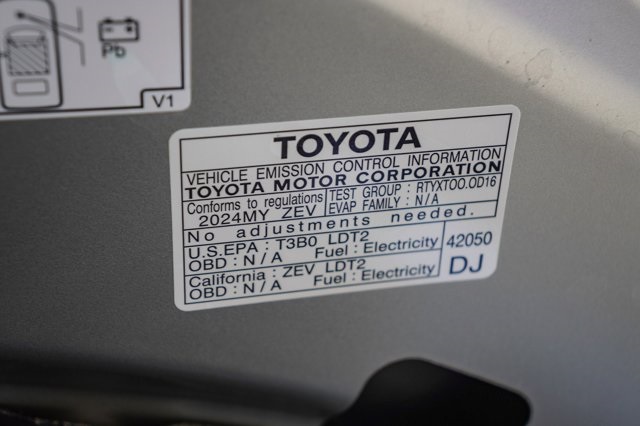 Pb
V1
TOYOTA
VEHICLE EMISSION CONTROL INFORMATION
TOYOTA MOTOR CORPORATION
Conforms to regulations
2024MY ZEV
TEST GROUP : RTYXT00.0D16
EVAP FAMILY : N/A
No adjustments needed.
U.S.EPA : T3B0 LDT2
OBD : N/A Fuel : Electricity
California : ZEV LDT2
OBD : N/A Fuel : Electricity
42050
DJ